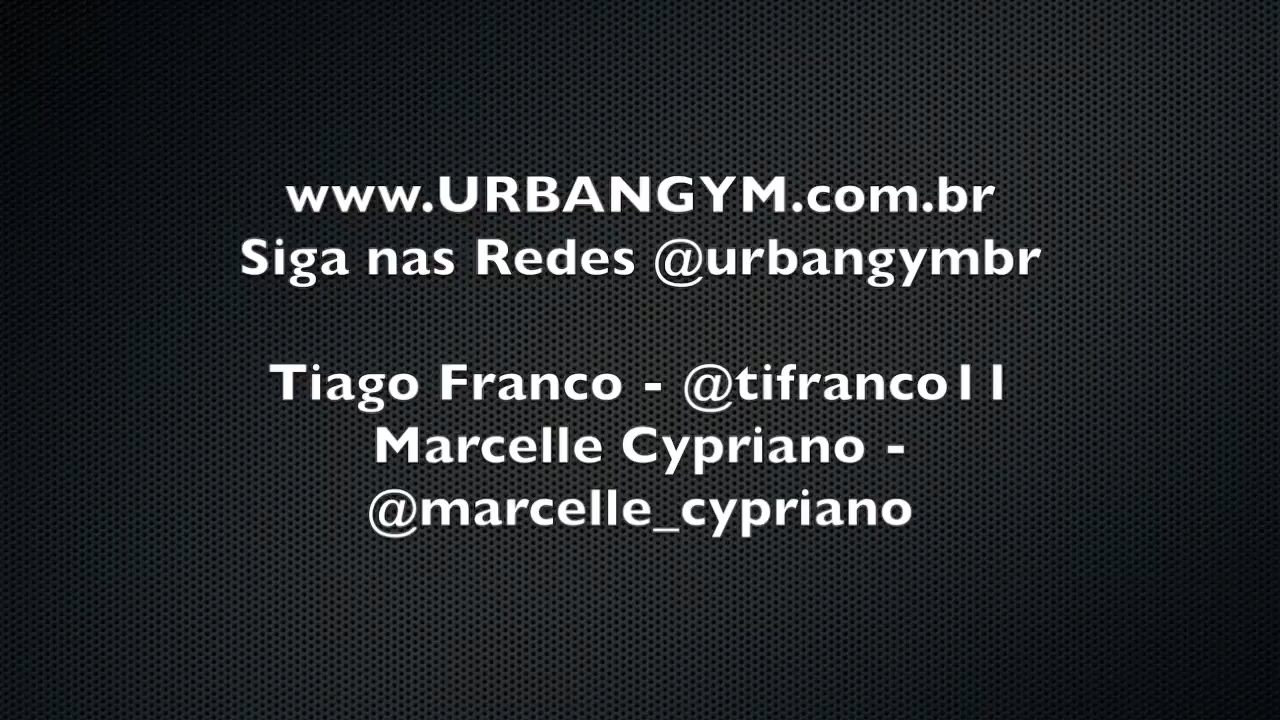 www.URBANGYM.com.br
Siga nas Redes @urbangymbr
Tiago Franco - @tifranco11
Marcelle Cypriano -
@marcelle_cypriano